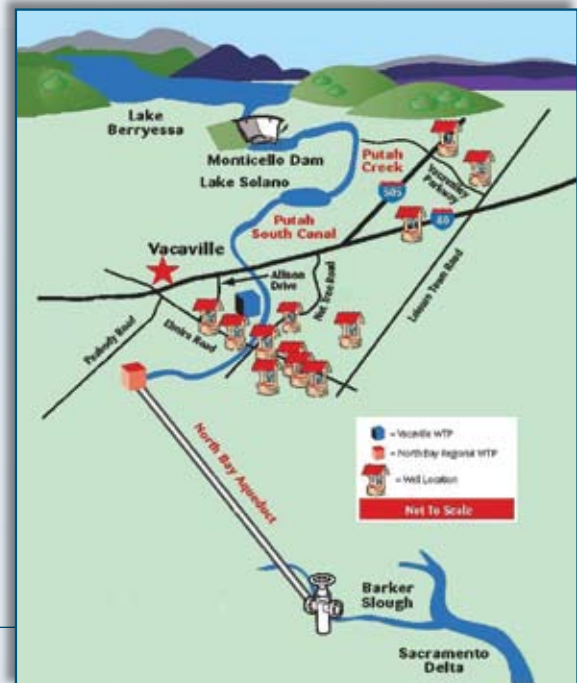 Lake
Berryessa
Monticello Dam
Lake Solano
Putah
Creek
Vacavalley
Parkway
505
80
Putah
South Canal
Vacaville
Allison
Drive
Nut Tree Road
Leisure Town Road
Peabody Road
Elmira Road
North Bay Aqueduct
= Vacaville WTP
= North Bay Regional WTP
= Well Location
Not To Scale
Barker
Slough
Sacramento
Delta